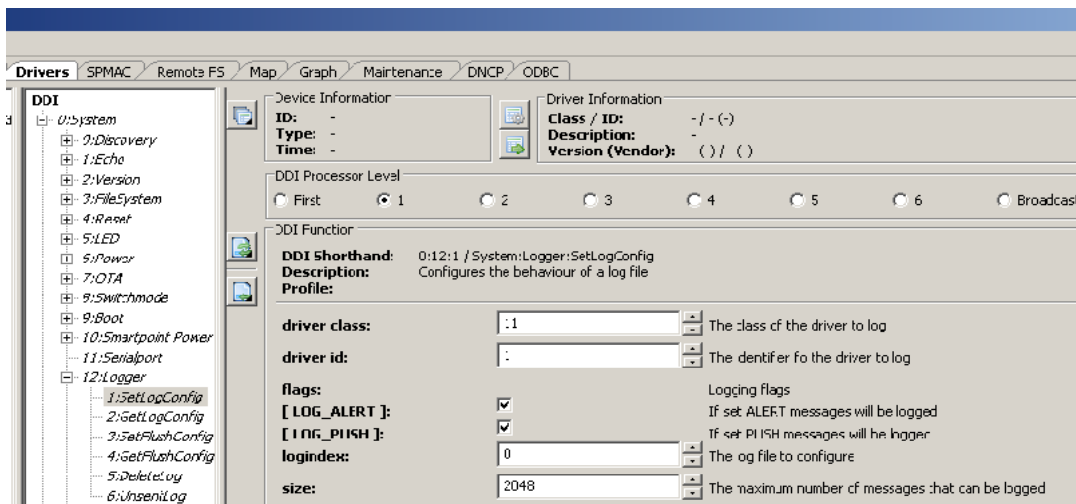 Drivers SPMAC Remote FS Map Graph Maintenance DNCP ODBC
DDI
0:System
0:Discovery
1:Echo
2:Version
3:FileSystem
4:Reset
5:LED
6:Power
7:OTA
8:Switchmode
9:Boot
10:Smartpoint Power
11:Serialport
12:Logger
1:SetLogConfig
2:GetLogConfig
3:SetFlushConfig
4:GetFlushConfig
5:DeleteLog
6:UnsentLog
Device Information
ID: -
Type: -
Time: -
Driver Information
Class / ID: - / - (-)
Description: -
Version (Vendor): - ( ) / - ( )
DDI Processor Level
First 1 2 3 4 5 6 Broadcast
DDI Function
DDI Shorthand: 0:12:1 / System:Logger:SetLogConfig
Description: Configures the behaviour of a log file
Profile:
driver class: 11 The class of the driver to log
driver id: 1 The identifer fo the driver to log
flags: Logging flags
[ LOG_ALERT ]: If set ALERT messages will be logged
[ LOG_PUSH ]: If set PUSH messages will be logged
logindex: 0 The log file to configure
size: 2048 The maximum number of messages that can be logged